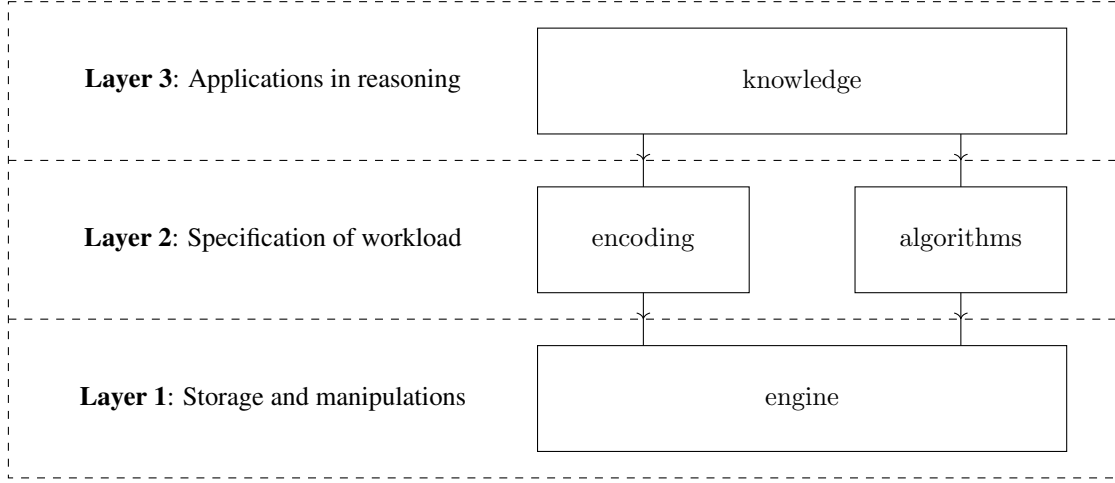 Layer 3: Applications in reasoning
knowledge
Layer 2: Specification of workload
encoding
algorithms
Layer 1: Storage and manipulations
engine